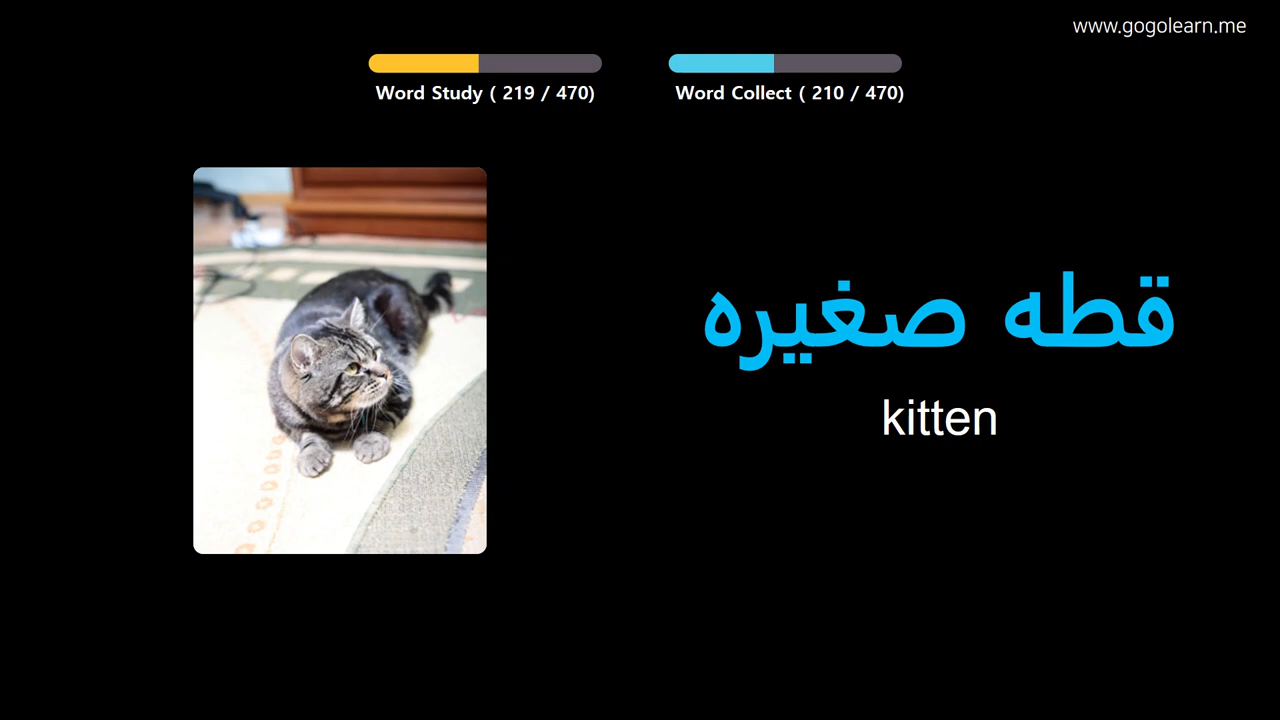 www.gogolearn.me
Word Study ( 219 / 470)
Word Collect ( 210 / 470)
قطه صغيره
kitten